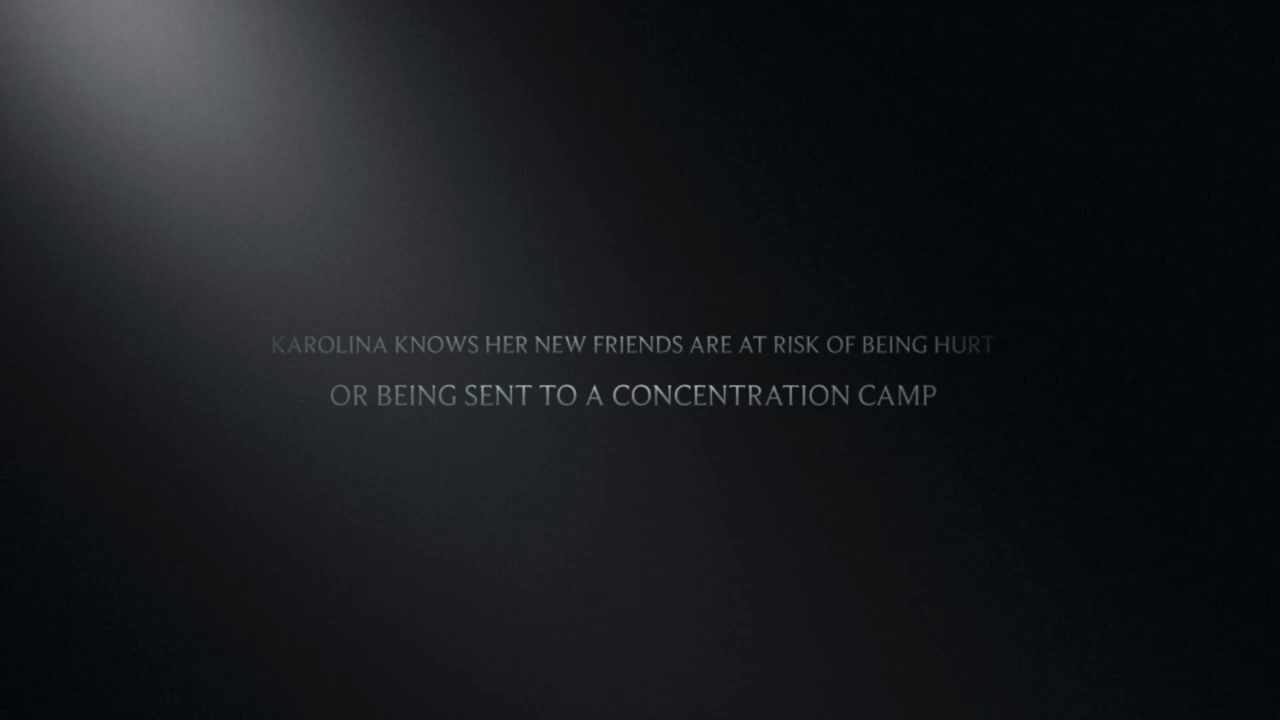 KAROLINA KNOWS HER NEW FRIENDS ARE AT RISK OF BEING HURT
OR BEING SENT TO A CONCENTRATION CAMP